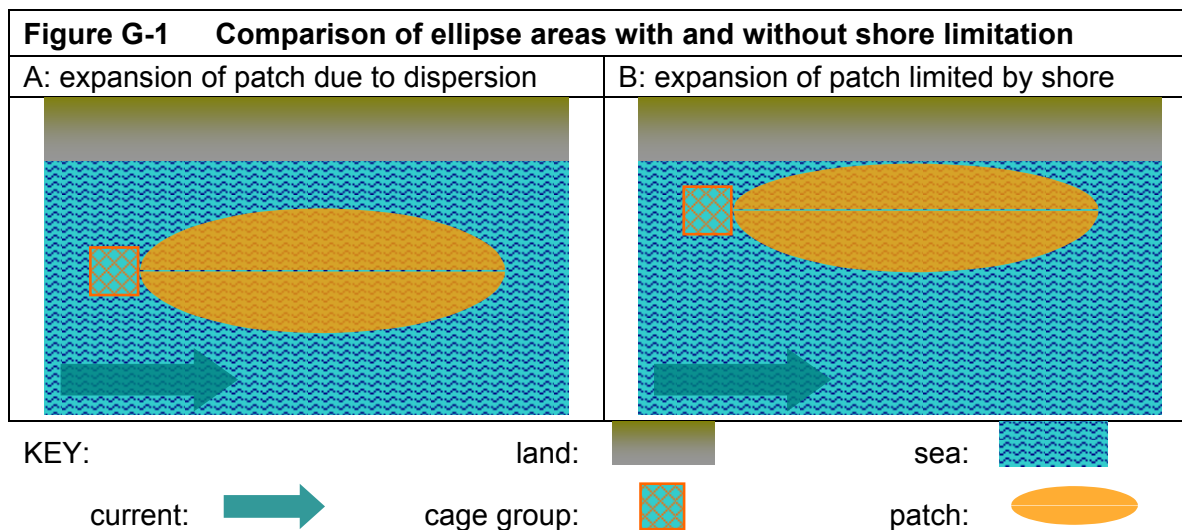 Figure G-1 Comparison of ellipse areas with and without shore limitation
A: expansion of patch due to dispersion
B: expansion of patch limited by shore
KEY: land: sea:
current: cage group: patch: